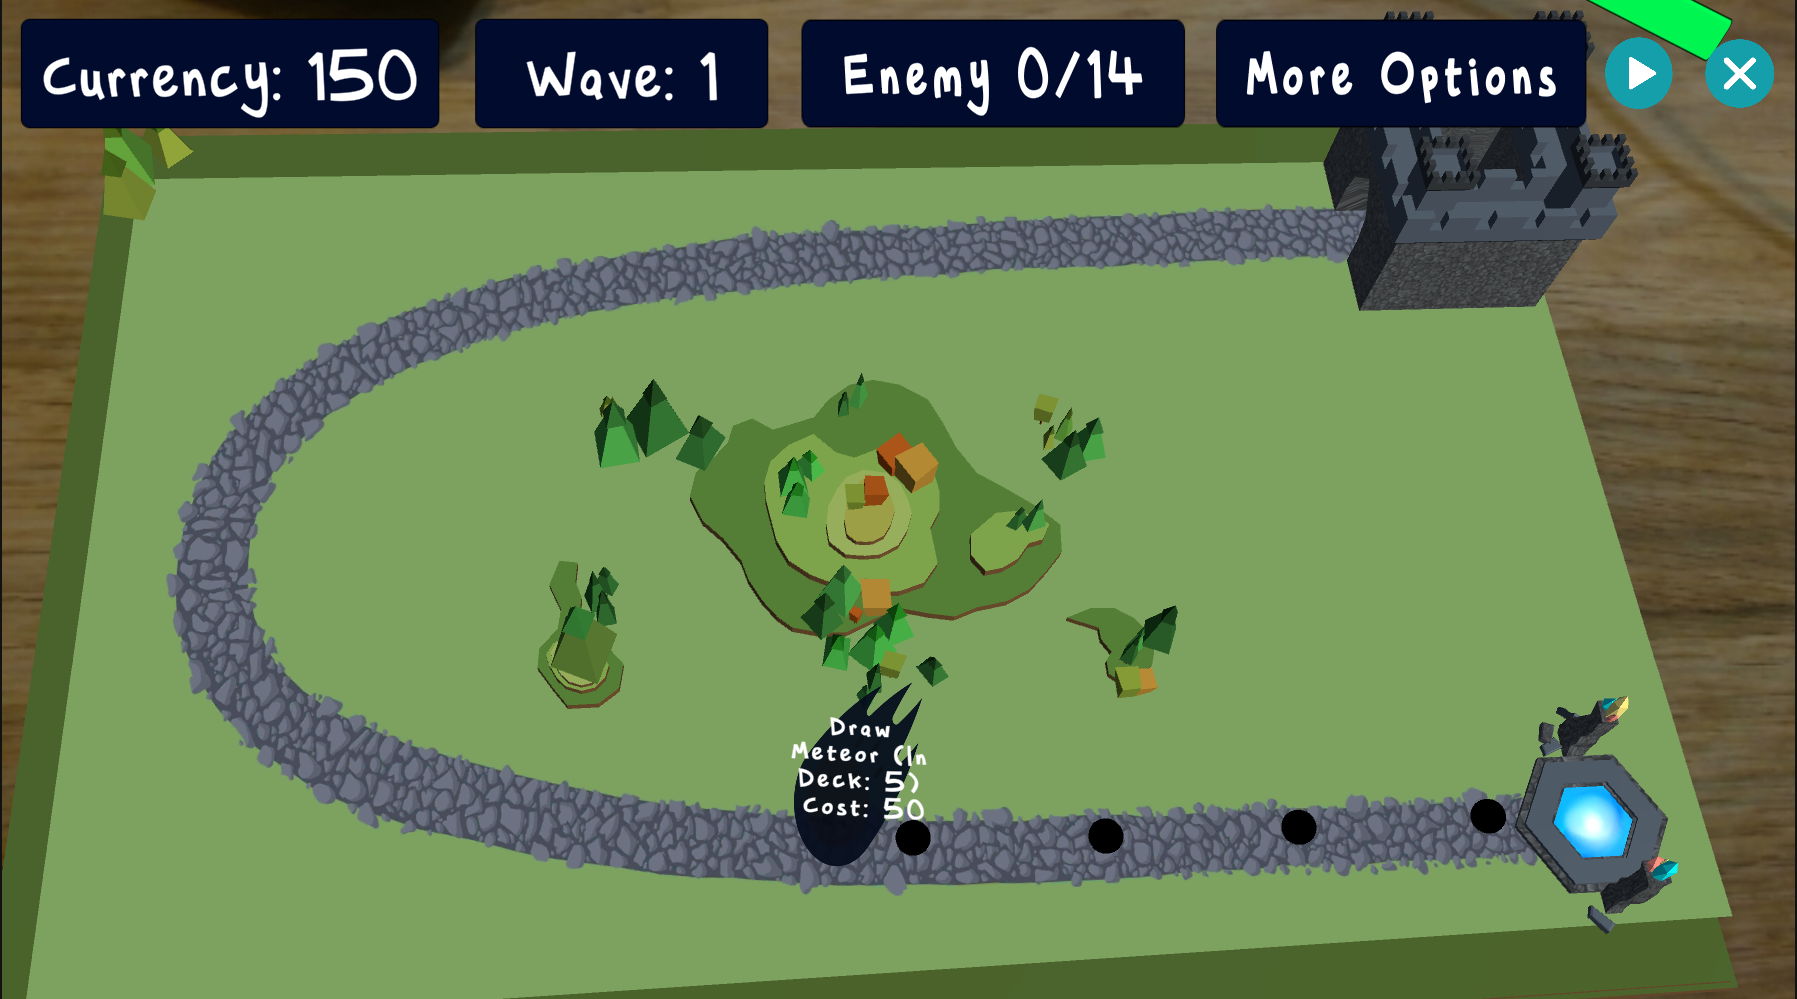 Currency: 150
Wave: 1
Enemy 0/14
More Options
Draw
Meteor (In
Deck: 5)
Cost: 50